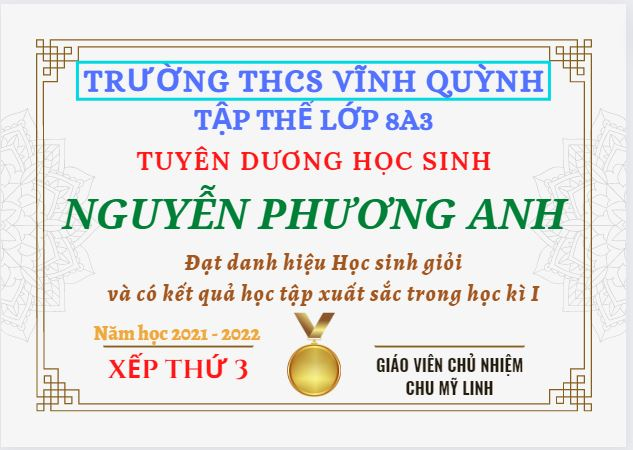 TRƯỜNG THCS VĨNH QUỲNH
TẬP THỂ LỚP 8A3
TUYÊN DƯƠNG HỌC SINH
NGUYỄN PHƯƠNG ANH
Đạt danh hiệu Học sinh giỏi
và có kết quả học tập xuất sắc trong học kì I
Năm học 2021 - 2022
XẾP THỨ 3
GIÁO VIÊN CHỦ NHIỆM
CHU MỸ LINH